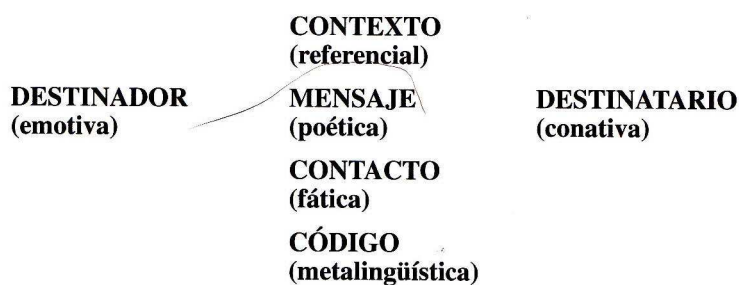 CONTEXTO
(referencial)
DESTINADOR MENSAJE DESTINATARIO
(emotiva) (poética) (conativa)
CONTACTO
(fática)
CÓDIGO
(metalingüística)